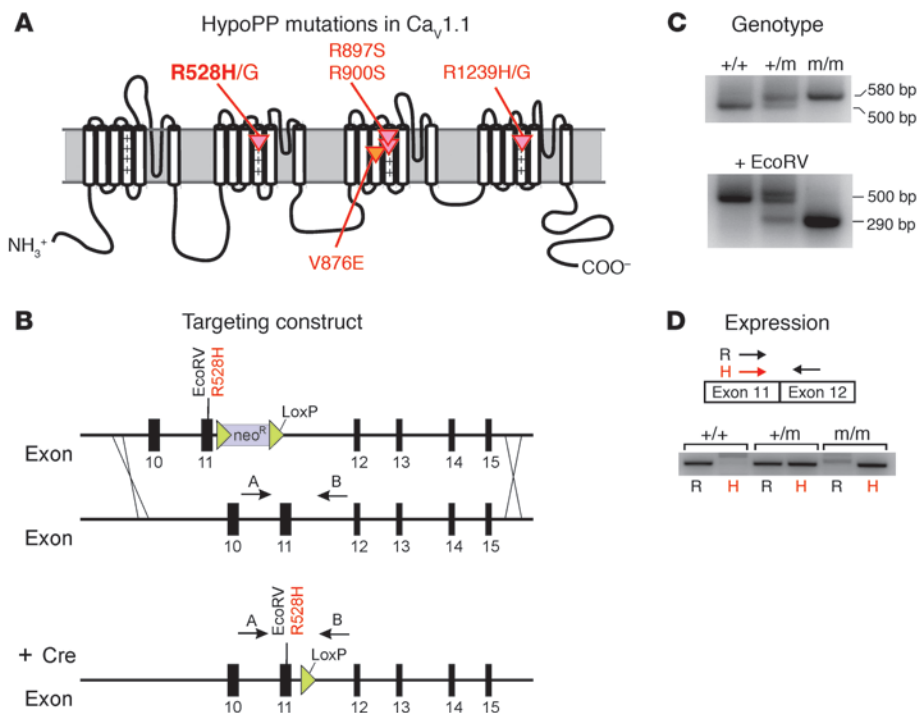 A
HypoPP mutations in Caᵥ1.1
R528H/G
R897S
R900S
R1239H/G
+ + + +
+ + + +
+ + + +
+ + + +
V876E
NH₃⁺
COO⁻
C
Genotype
+/+ +/m m/m
580 bp
500 bp
+ EcoRV
500 bp
290 bp
B
Targeting construct
EcoRV
R528H
LoxP
neoᴿ
Exon
10 11 12 13 14 15
A B
Exon
10 11 12 13 14 15
EcoRV
R528H
A B
LoxP
+ Cre
Exon
10 11 12 13 14 15
D
Expression
R
H
Exon 11 Exon 12
+/+ +/m m/m
R H R H R H